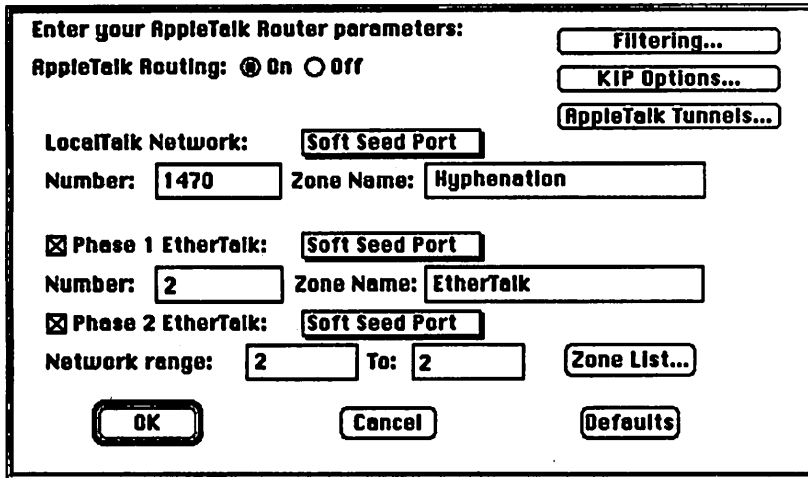 Enter your AppleTalk Router parameters:
Filtering...
AppleTalk Routing: On Off
KIP Options...
AppleTalk Tunnels...
LocalTalk Network: Soft Seed Port
Number: 1470 Zone Name: Hyphenation
Phase 1 EtherTalk: Soft Seed Port
Number: 2 Zone Name: EtherTalk
Phase 2 EtherTalk: Soft Seed Port
Network range: 2 To: 2 Zone List...
OK Cancel Defaults